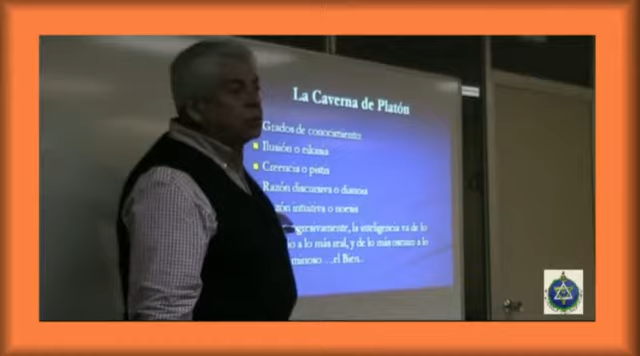 La Caverna de Platón
Grados de conocimiento
Ilusión o eikasia
Creencia o pistis
Razón discursiva o dianoia
intuitiva o noesis
la inteligencia va de lo
a lo más real, y de lo más oscuro a lo
...el Bien..